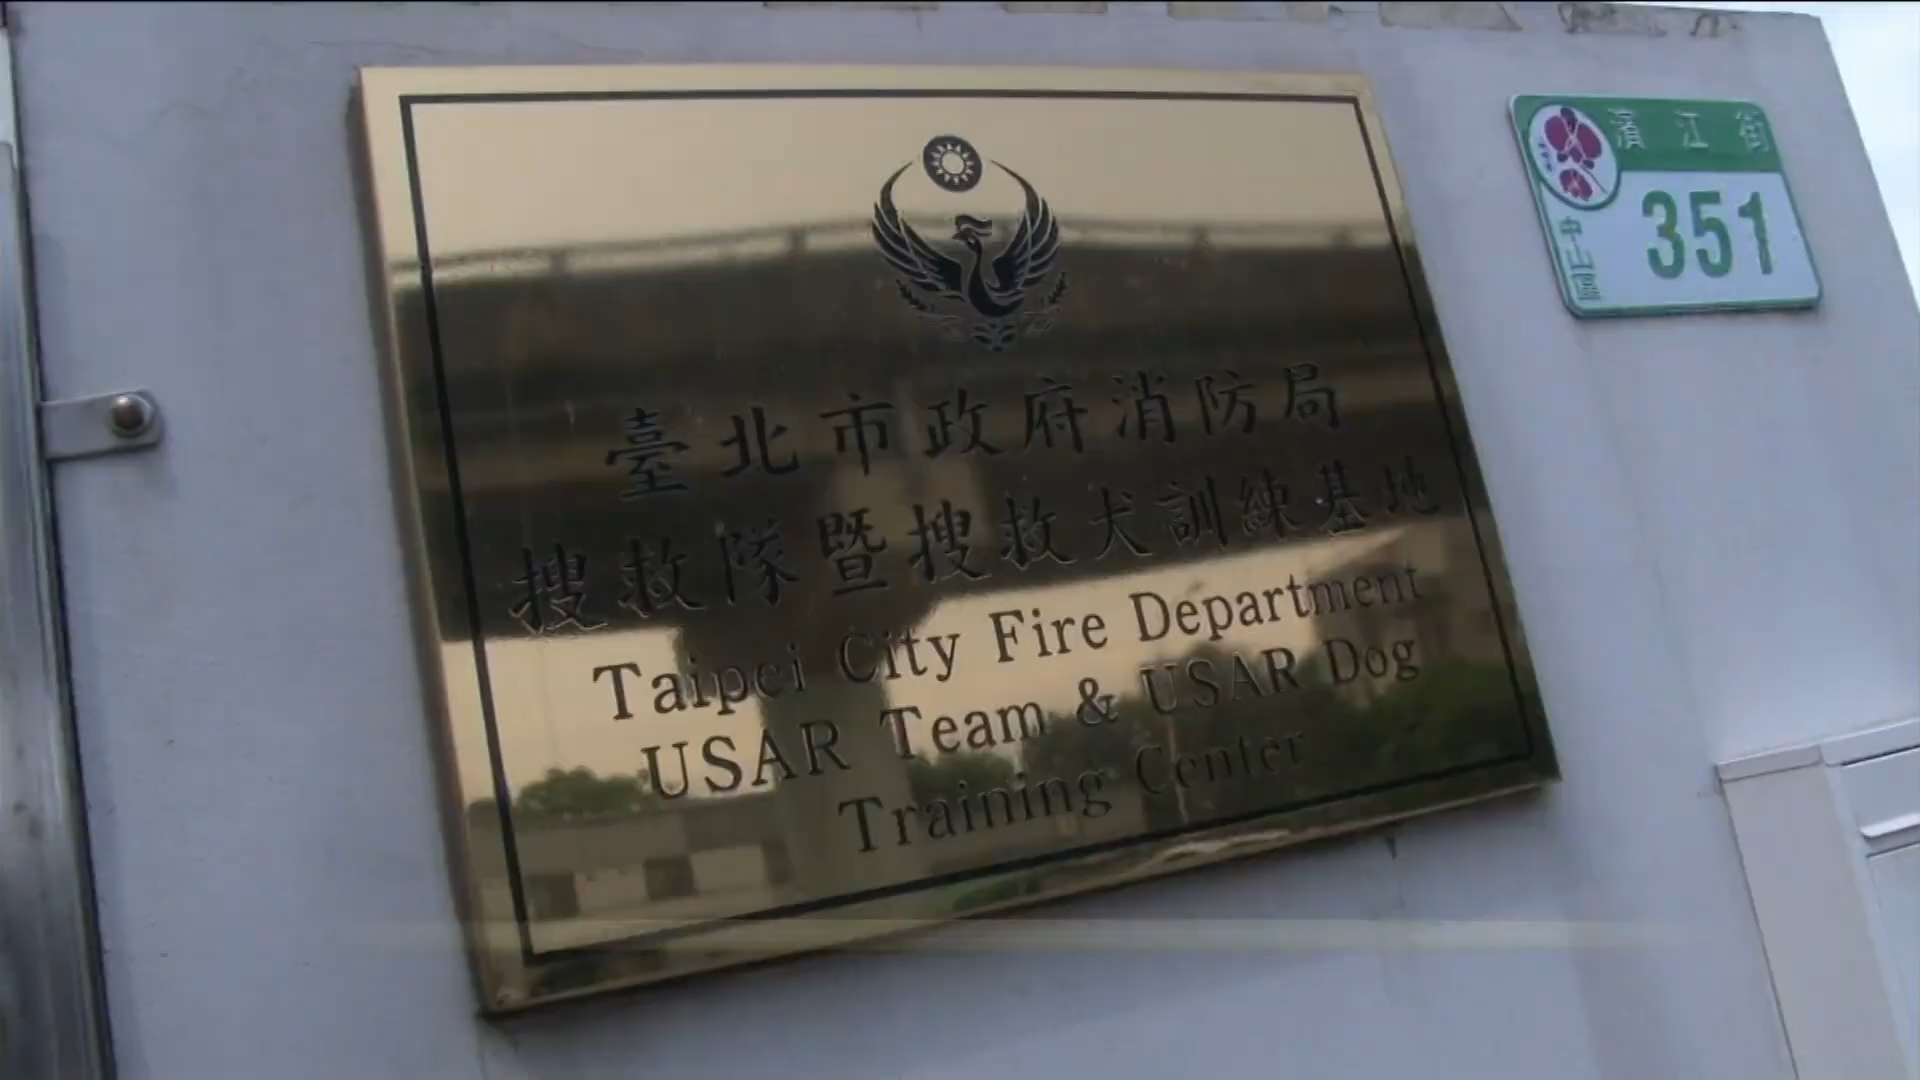 臺北市政府消防局
搜救隊暨搜救犬訓練基地
Taipei City Fire Department
USAR Team & USAR Dog
Training Center
濱江街
中山區
351